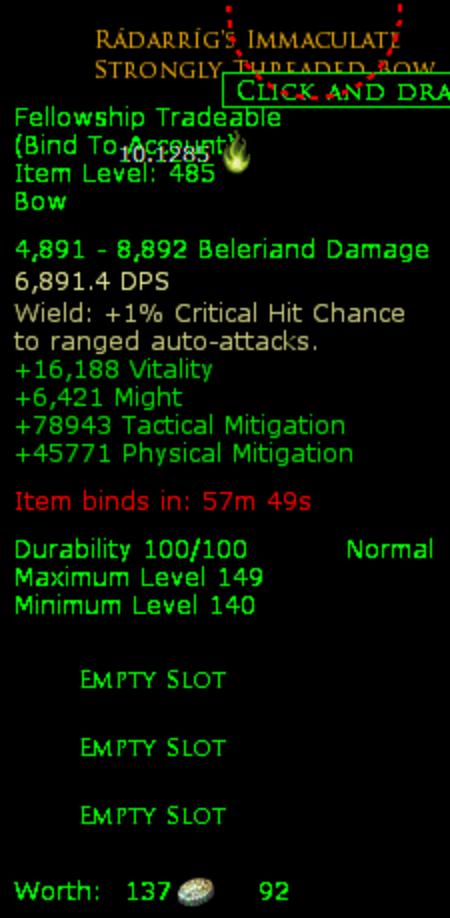 Rádarríg's Immaculate
Strongly Threaded Bow
Click and dra
Fellowship Tradeable
(Bind To Account)
10.1285
Item Level: 485
Bow
4,891 - 8,892 Beleriand Damage
6,891.4 DPS
Wield: +1% Critical Hit Chance
to ranged auto-attacks.
+16,188 Vitality
+6,421 Might
+78943 Tactical Mitigation
+45771 Physical Mitigation
Item binds in: 57m 49s
Durability 100/100 Normal
Maximum Level 149
Minimum Level 140
Empty Slot
Empty Slot
Empty Slot
Worth: 137 92